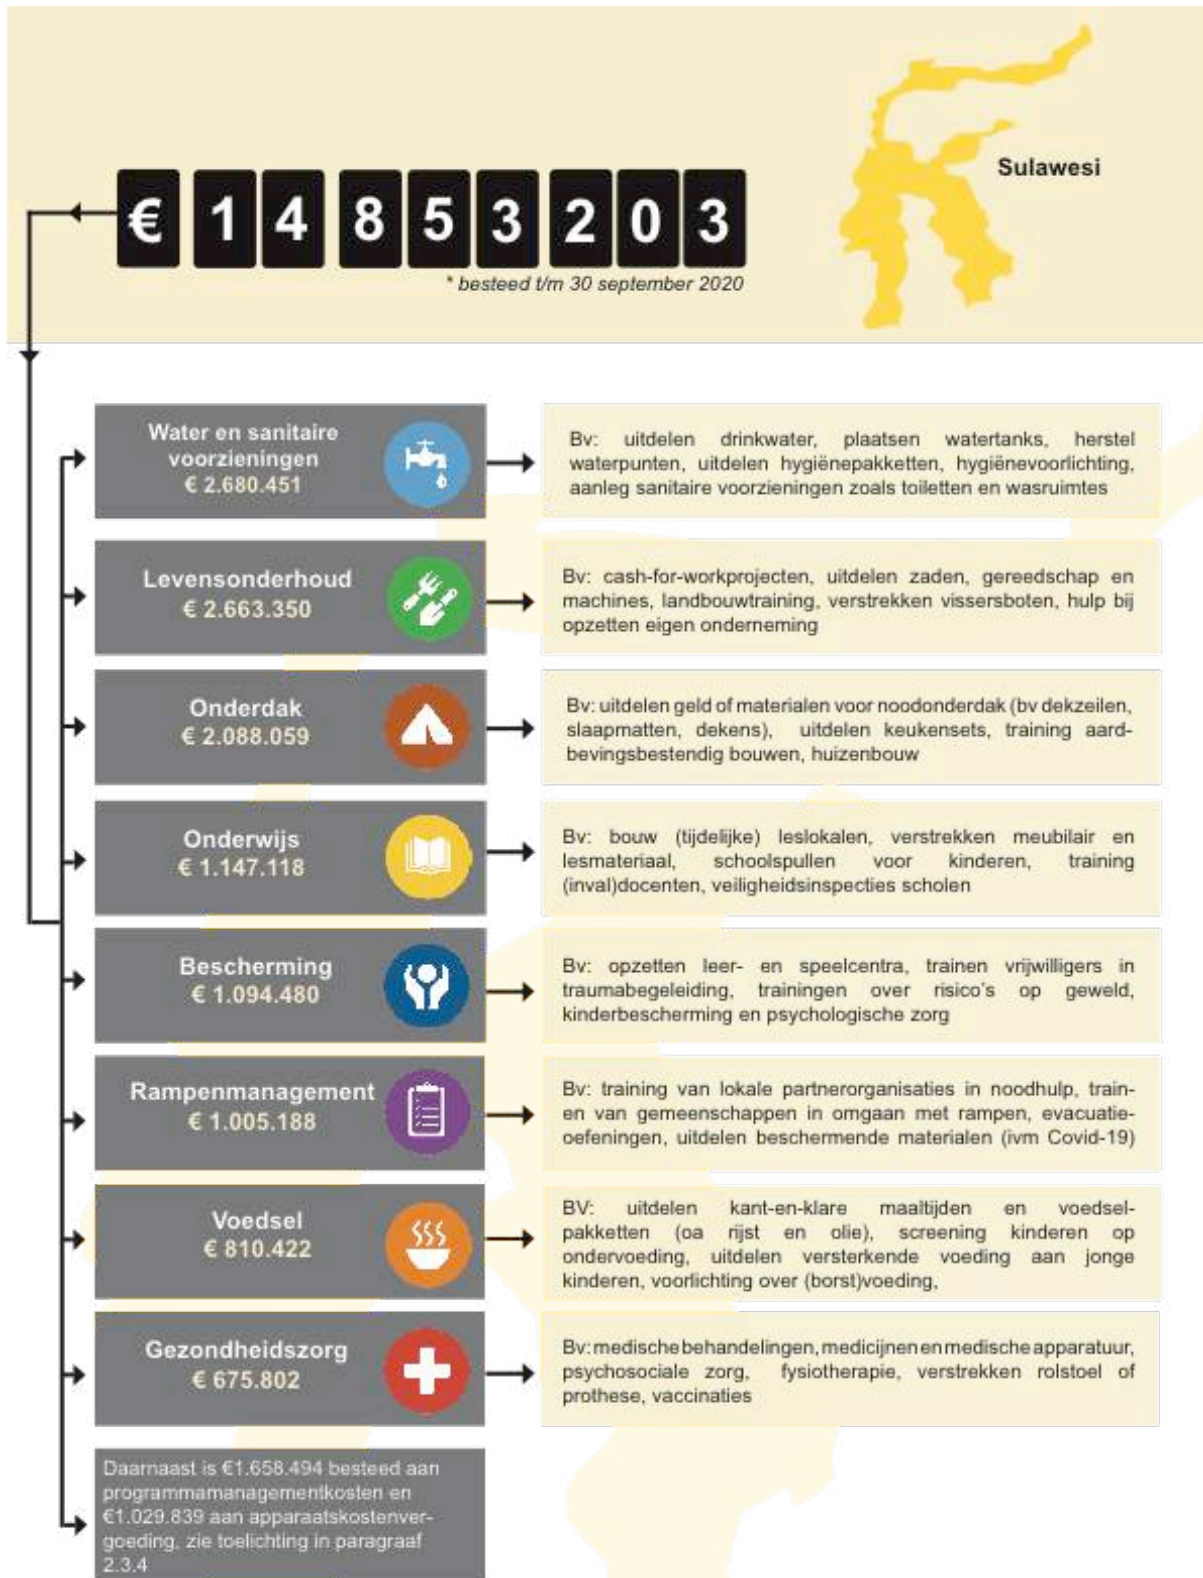 Sulawesi
€ 14 853 203
* besteed t/m 30 september 2020
Water en sanitaire
voorzieningen
€ 2.680.451
Bv: uitdelen drinkwater, plaatsen watertanks, herstel
waterpunten, uitdelen hygiënepakketten, hygiënevoorlichting,
aanleg sanitaire voorzieningen zoals toiletten en wasruimtes
Levensonderhoud
€ 2.663.350
Bv: cash-for-workprojecten, uitdelen zaden, gereedschap en
machines, landbouwtraining, verstrekken vissersboten, hulp bij
opzetten eigen onderneming
Onderdak
€ 2.088.059
Bv: uitdelen geld of materialen voor noodonderdak (bv dekzeilen,
slaapmatten, dekens), uitdelen keukensets, training aard-
bevingsbestendig bouwen, huizenbouw
Onderwijs
€ 1.147.118
Bv: bouw (tijdelijke) leslokalen, verstrekken meubilair en
lesmateriaal, schoolspullen voor kinderen, training
(inval)docenten, veiligheidsinspecties scholen
Bescherming
€ 1.094.480
Bv: opzetten leer- en speelcentra, trainen vrijwilligers in
traumabegeleiding, trainingen over risico's op geweld,
kinderbescherming en psychologische zorg
Rampenmanagement
€ 1.005.188
Bv: training van lokale partnerorganisaties in noodhulp, train-
en van gemeenschappen in omgaan met rampen, evacuatie-
oefeningen, uitdelen beschermende materialen (ivm Covid-19)
Voedsel
€ 810.422
BV: uitdelen kant-en-klare maaltijden en voedsel-
pakketten (oa rijst en olie), screening kinderen op
ondervoeding, uitdelen versterkende voeding aan jonge
kinderen, voorlichting over (borst)voeding,
Gezondheidszorg
€ 675.802
Bv: medische behandelingen, medicijnen en medische apparatuur,
psychosociale zorg, fysiotherapie, verstrekken rolstoel of
prothese, vaccinaties
Daarnaast is €1.658.494 besteed aan
programmamanagementkosten en
€1.029.839 aan apparaatskostenver-
goeding, zie toelichting in paragraaf
2.3.4